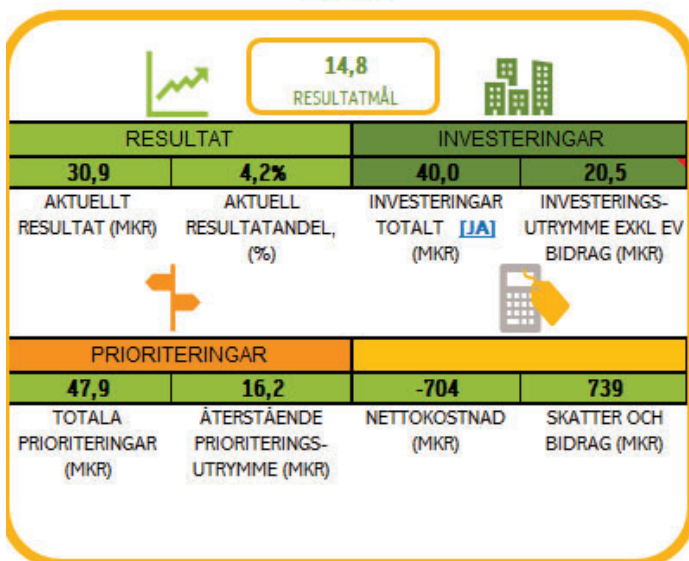 14,8
RESULTATMÅL
RESULTAT INVESTERINGAR
30,9 4,2% 40,0 20,5
AKTUELLT AKTUELL INVESTERINGAR INVESTERINGS-
RESULTAT (MKR) RESULTATANDEL, TOTALT [JA] UTRYMME EXKL EV
(%) (MKR) BIDRAG (MKR)
PRIORITERINGAR
47,9 16,2 -704 739
TOTALA ÅTERSTÅENDE NETTOKOSTNAD SKATTER OCH
PRIORITERINGAR PRIORITERINGS- (MKR) BIDRAG (MKR)
(MKR) UTRYMME (MKR)